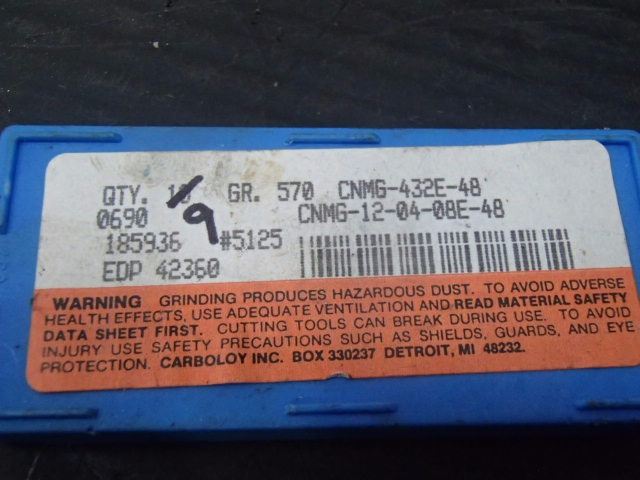 QTY. 10 GR. 570 CNMG-432E-48
9
0690 CNMG-12-04-08E-48
185936 #5125
EDP 42360
WARNING GRINDING PRODUCES HAZARDOUS DUST. TO AVOID ADVERSE
HEALTH EFFECTS, USE ADEQUATE VENTILATION AND READ MATERIAL SAFETY
DATA SHEET FIRST. CUTTING TOOLS CAN BREAK DURING USE. TO AVOID
INJURY USE SAFETY PRECAUTIONS SUCH AS SHIELDS, GUARDS, AND EYE
PROTECTION. CARBOLOY INC. BOX 330237 DETROIT, MI 48232.